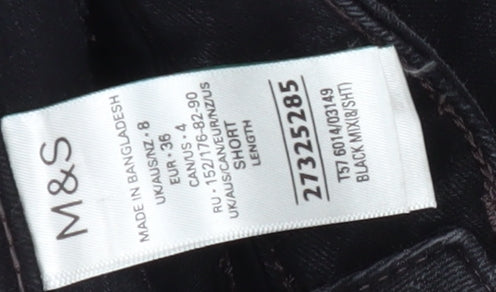 M&S
MADE IN BANGLADESH
UK/AUS/NZ • 8
EUR • 36
CAN/US • 4
RU • 152/176-82-90
UK/AUS/CAN/EUR/NZ/US
SHORT
LENGTH
27325285
T57 6014/03149
BLACK MIX(8/SHT)